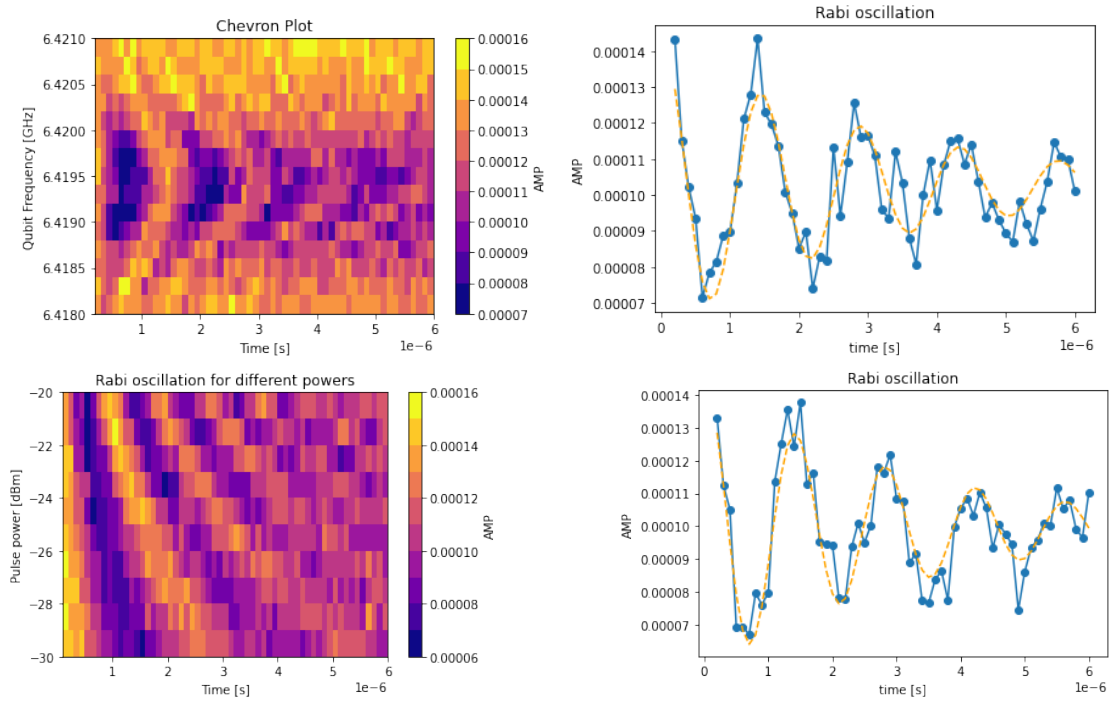 Chevron Plot
6.4210
6.4205
6.4200
6.4195
6.4190
6.4185
6.4180
Qubit Frequency [GHz]
1 2 3 4 5 6
Time [s]
1e−6
0.00016
0.00015
0.00014
0.00013
0.00012
0.00011
0.00010
0.00009
0.00008
0.00007
AMP
Rabi oscillation
0.00014
0.00013
0.00012
0.00011
0.00010
0.00009
0.00008
0.00007
AMP
0 1 2 3 4 5 6
time [s]
1e−6
Rabi oscillation for different powers
−20
−22
−24
−26
−28
−30
Pulse power [dBm]
1 2 3 4 5 6
Time [s]
1e−6
0.00016
0.00014
0.00012
0.00010
0.00008
0.00006
AMP
Rabi oscillation
0.00014
0.00013
0.00012
0.00011
0.00010
0.00009
0.00008
0.00007
AMP
0 1 2 3 4 5 6
time [s]
1e−6